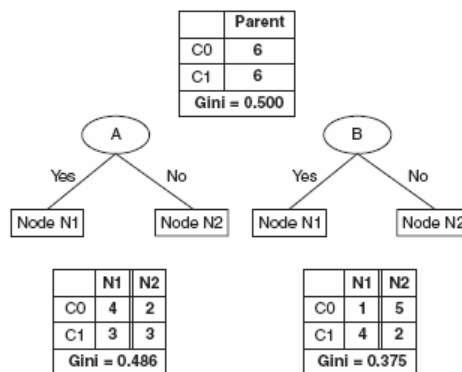 Parent
C0 6
C1 6
Gini = 0.500
A
Yes No
Node N1 Node N2
N1 N2
C0 4 2
C1 3 3
Gini = 0.486
B
Yes No
Node N1 Node N2
N1 N2
C0 1 5
C1 4 2
Gini = 0.375